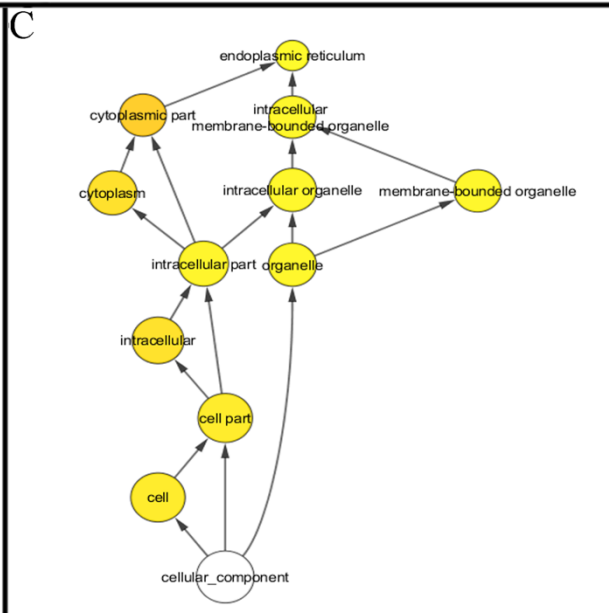 C
endoplasmic reticulum
cytoplasmic part
intracellular
membrane-bounded organelle
cytoplasm
intracellular organelle
membrane-bounded organelle
intracellular part
organelle
intracellular
cell part
cell
cellular_component